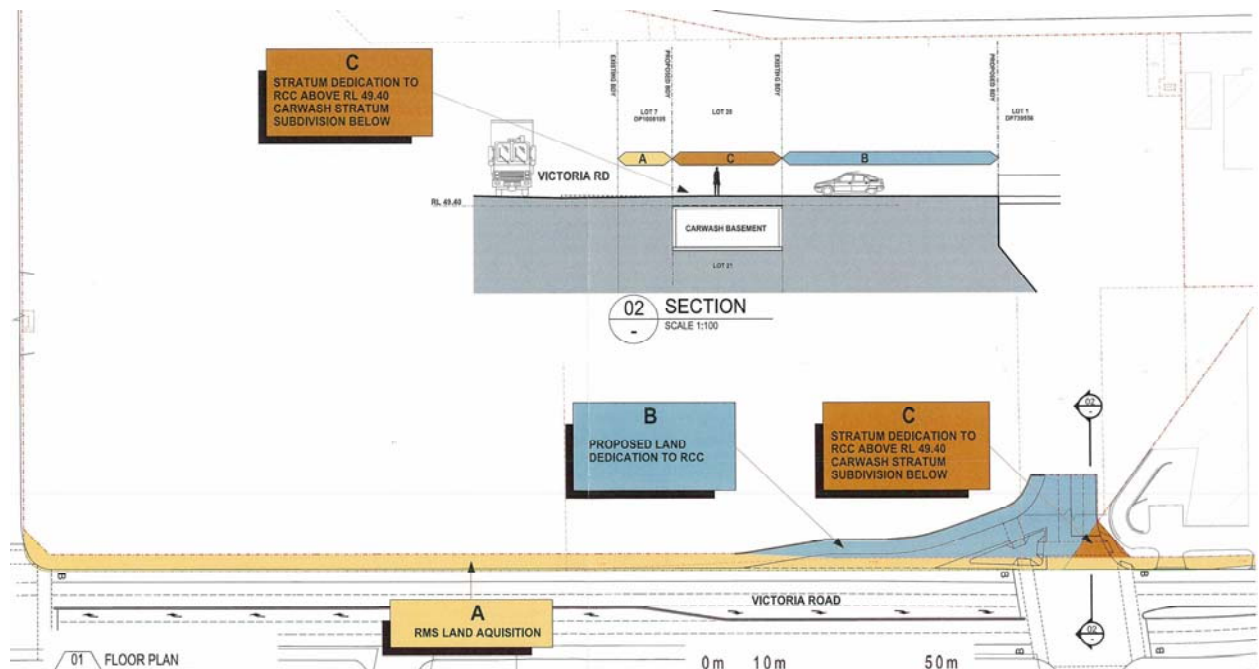 C
STRATUM DEDICATION TO
RCC ABOVE RL 49.40
CARWASH STRATUM
SUBDIVISION BELOW
EXISTING BDY
PROPOSED BDY
EXISTING BDY
PROPOSED BDY
LOT 7
LOT 20
LOT 1
A
C
B
VICTORIA RD
RL 49.40
CARWASH BASEMENT
LOT 21
02
-
SECTION
SCALE 1:100
B
PROPOSED LAND
DEDICATION TO RCC
C
STRATUM DEDICATION TO
RCC ABOVE RL 49.40
CARWASH STRATUM
SUBDIVISION BELOW
02
-
B
B
B
VICTORIA ROAD
A
RMS LAND AQUISITION
02
-
B
B
01
FLOOR PLAN
0m
10m
50m